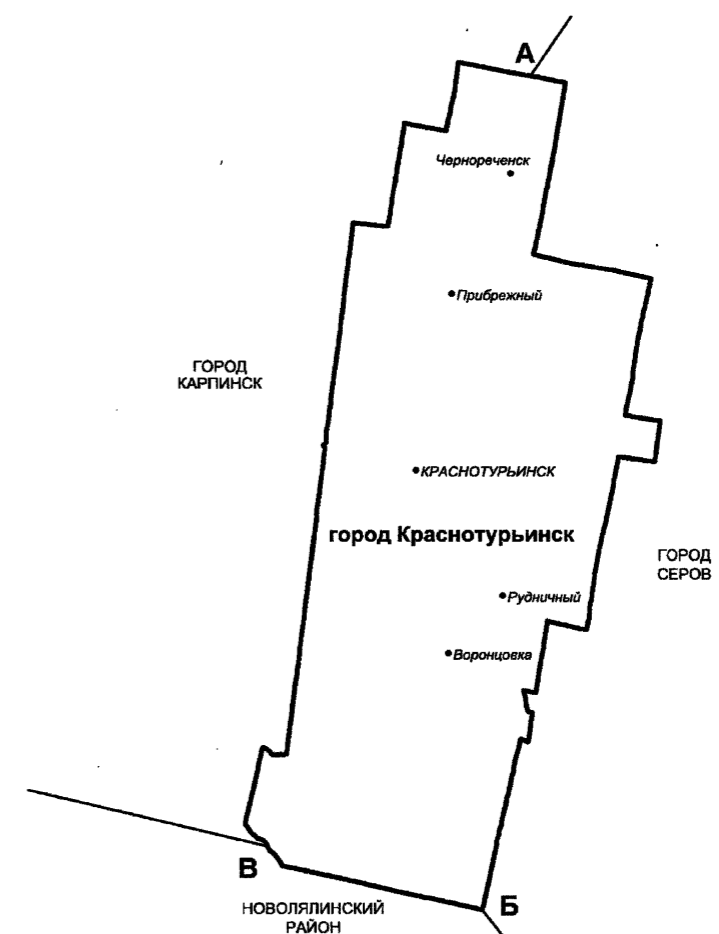 А
Чернореченск
Прибрежный
ГОРОД
КАРПИНСК
КРАСНОТУРЬИНСК
город Краснотурьинск
ГОРОД
СЕРОВ
Рудничный
Воронцовка
В
Б
НОВОЛЯЛИНСКИЙ
РАЙОН